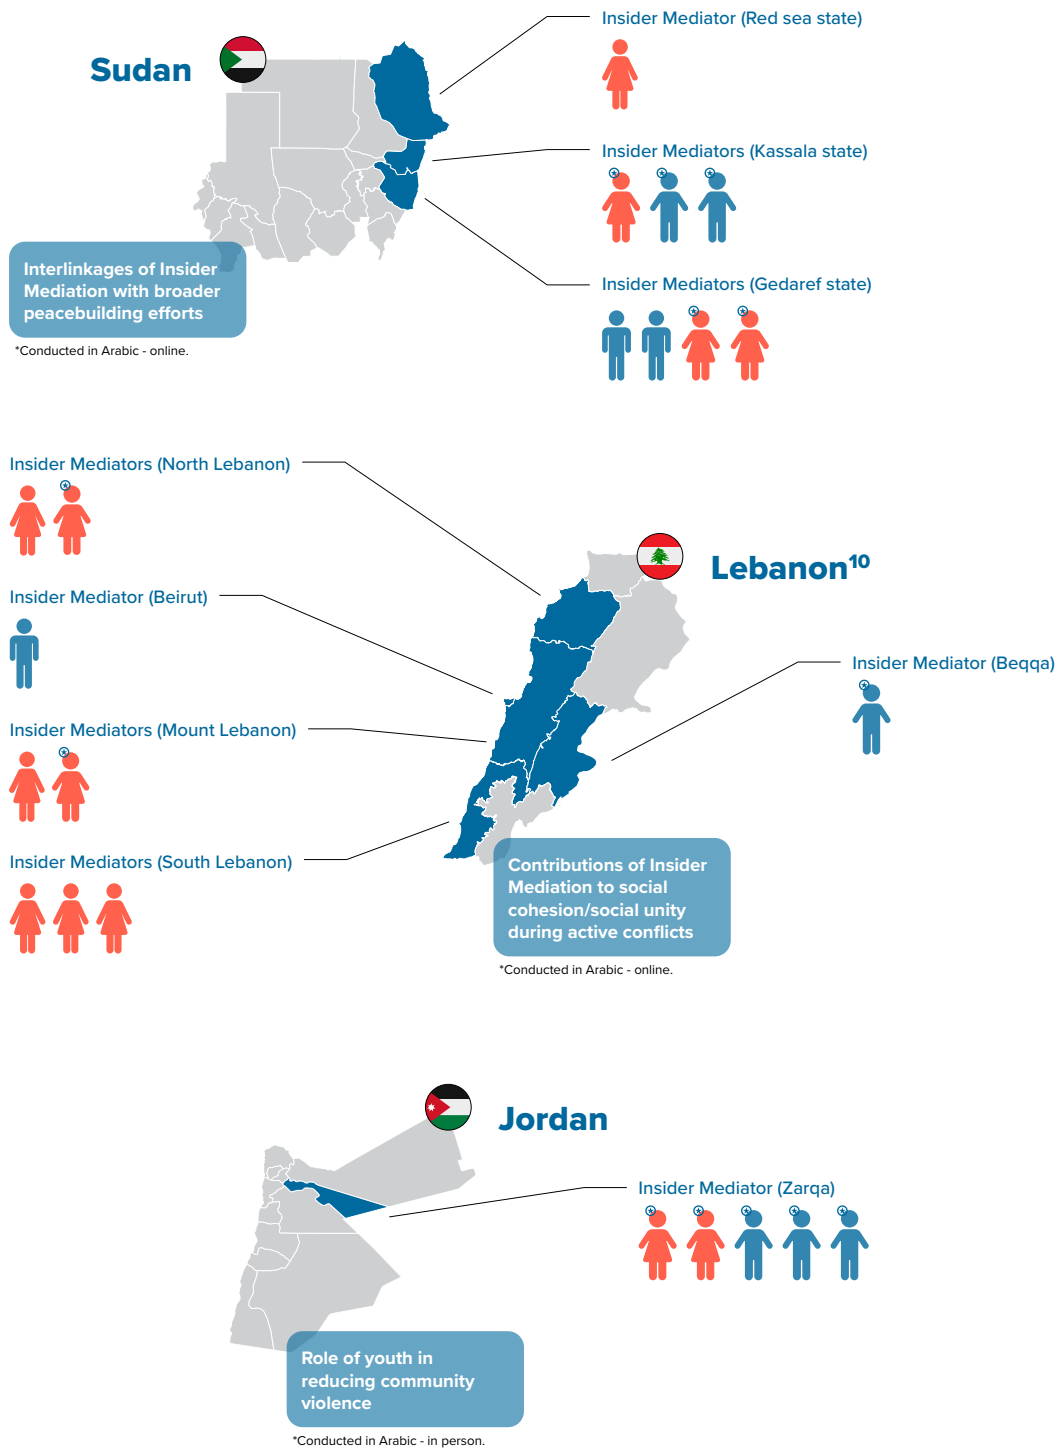 Sudan
Insider Mediator (Red sea state)
Insider Mediators (Kassala state)
Insider Mediators (Gedaref state)
Interlinkages of Insider
Mediation with broader
peacebuilding efforts
*Conducted in Arabic - online.
Insider Mediators (North Lebanon)
Lebanon¹⁰
Insider Mediator (Beirut)
Insider Mediator (Beqqa)
Insider Mediators (Mount Lebanon)
Insider Mediators (South Lebanon)
Contributions of Insider
Mediation to social
cohesion/social unity
during active conflicts
*Conducted in Arabic - online.
Jordan
Insider Mediator (Zarqa)
Role of youth in
reducing community
violence
*Conducted in Arabic - in person.